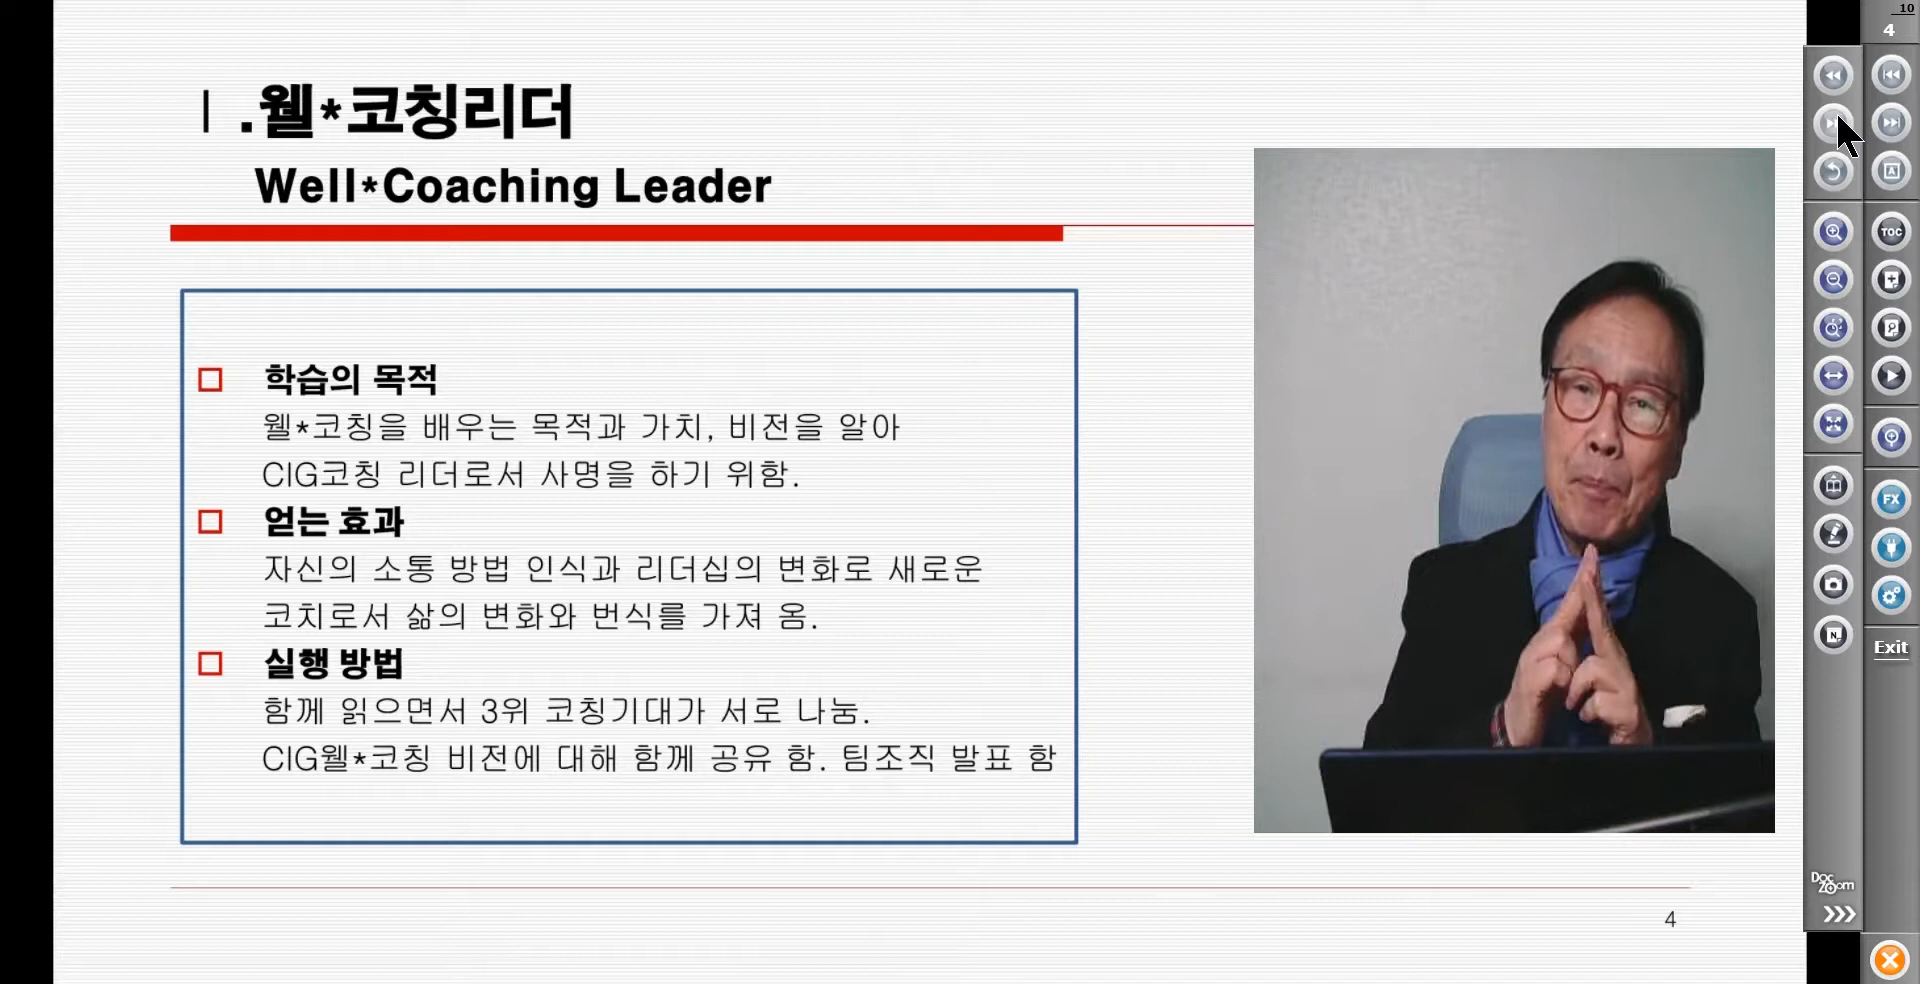 Ⅰ.웰*코칭리더
Well*Coaching Leader
학습의 목적
웰*코칭을 배우는 목적과 가치, 비전을 알아
CIG코칭 리더로서 사명을 하기 위함.
얻는 효과
자신의 소통 방법 인식과 리더십의 변화로 새로운
코치로서 삶의 변화와 번식를 가져 옴.
실행 방법
함께 읽으면서 3위 코칭기대가 서로 나눔.
CIG웰*코칭 비전에 대해 함께 공유 함. 팀조직 발표 함
4
10
4
A
TOC
FX
N
Exit
DocZoom